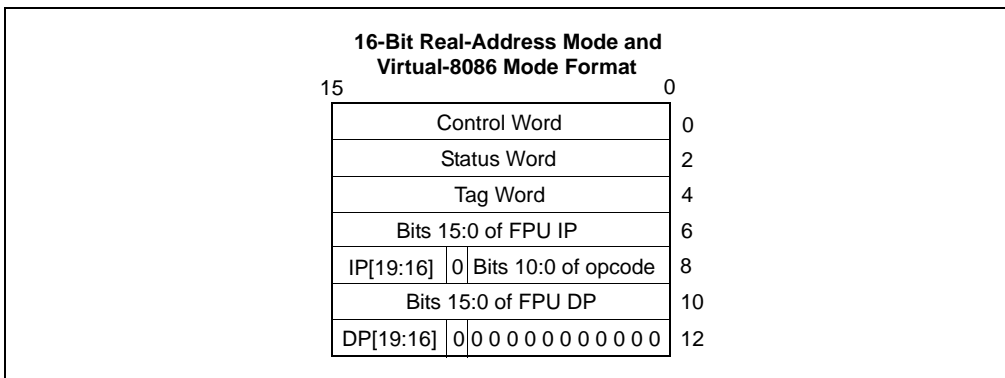 16-Bit Real-Address Mode and
Virtual-8086 Mode Format
15 0
Control Word 0
Status Word 2
Tag Word 4
Bits 15:0 of FPU IP 6
IP[19:16] 0 Bits 10:0 of opcode 8
Bits 15:0 of FPU DP 10
DP[19:16] 0 0 0 0 0 0 0 0 0 0 0 0 12